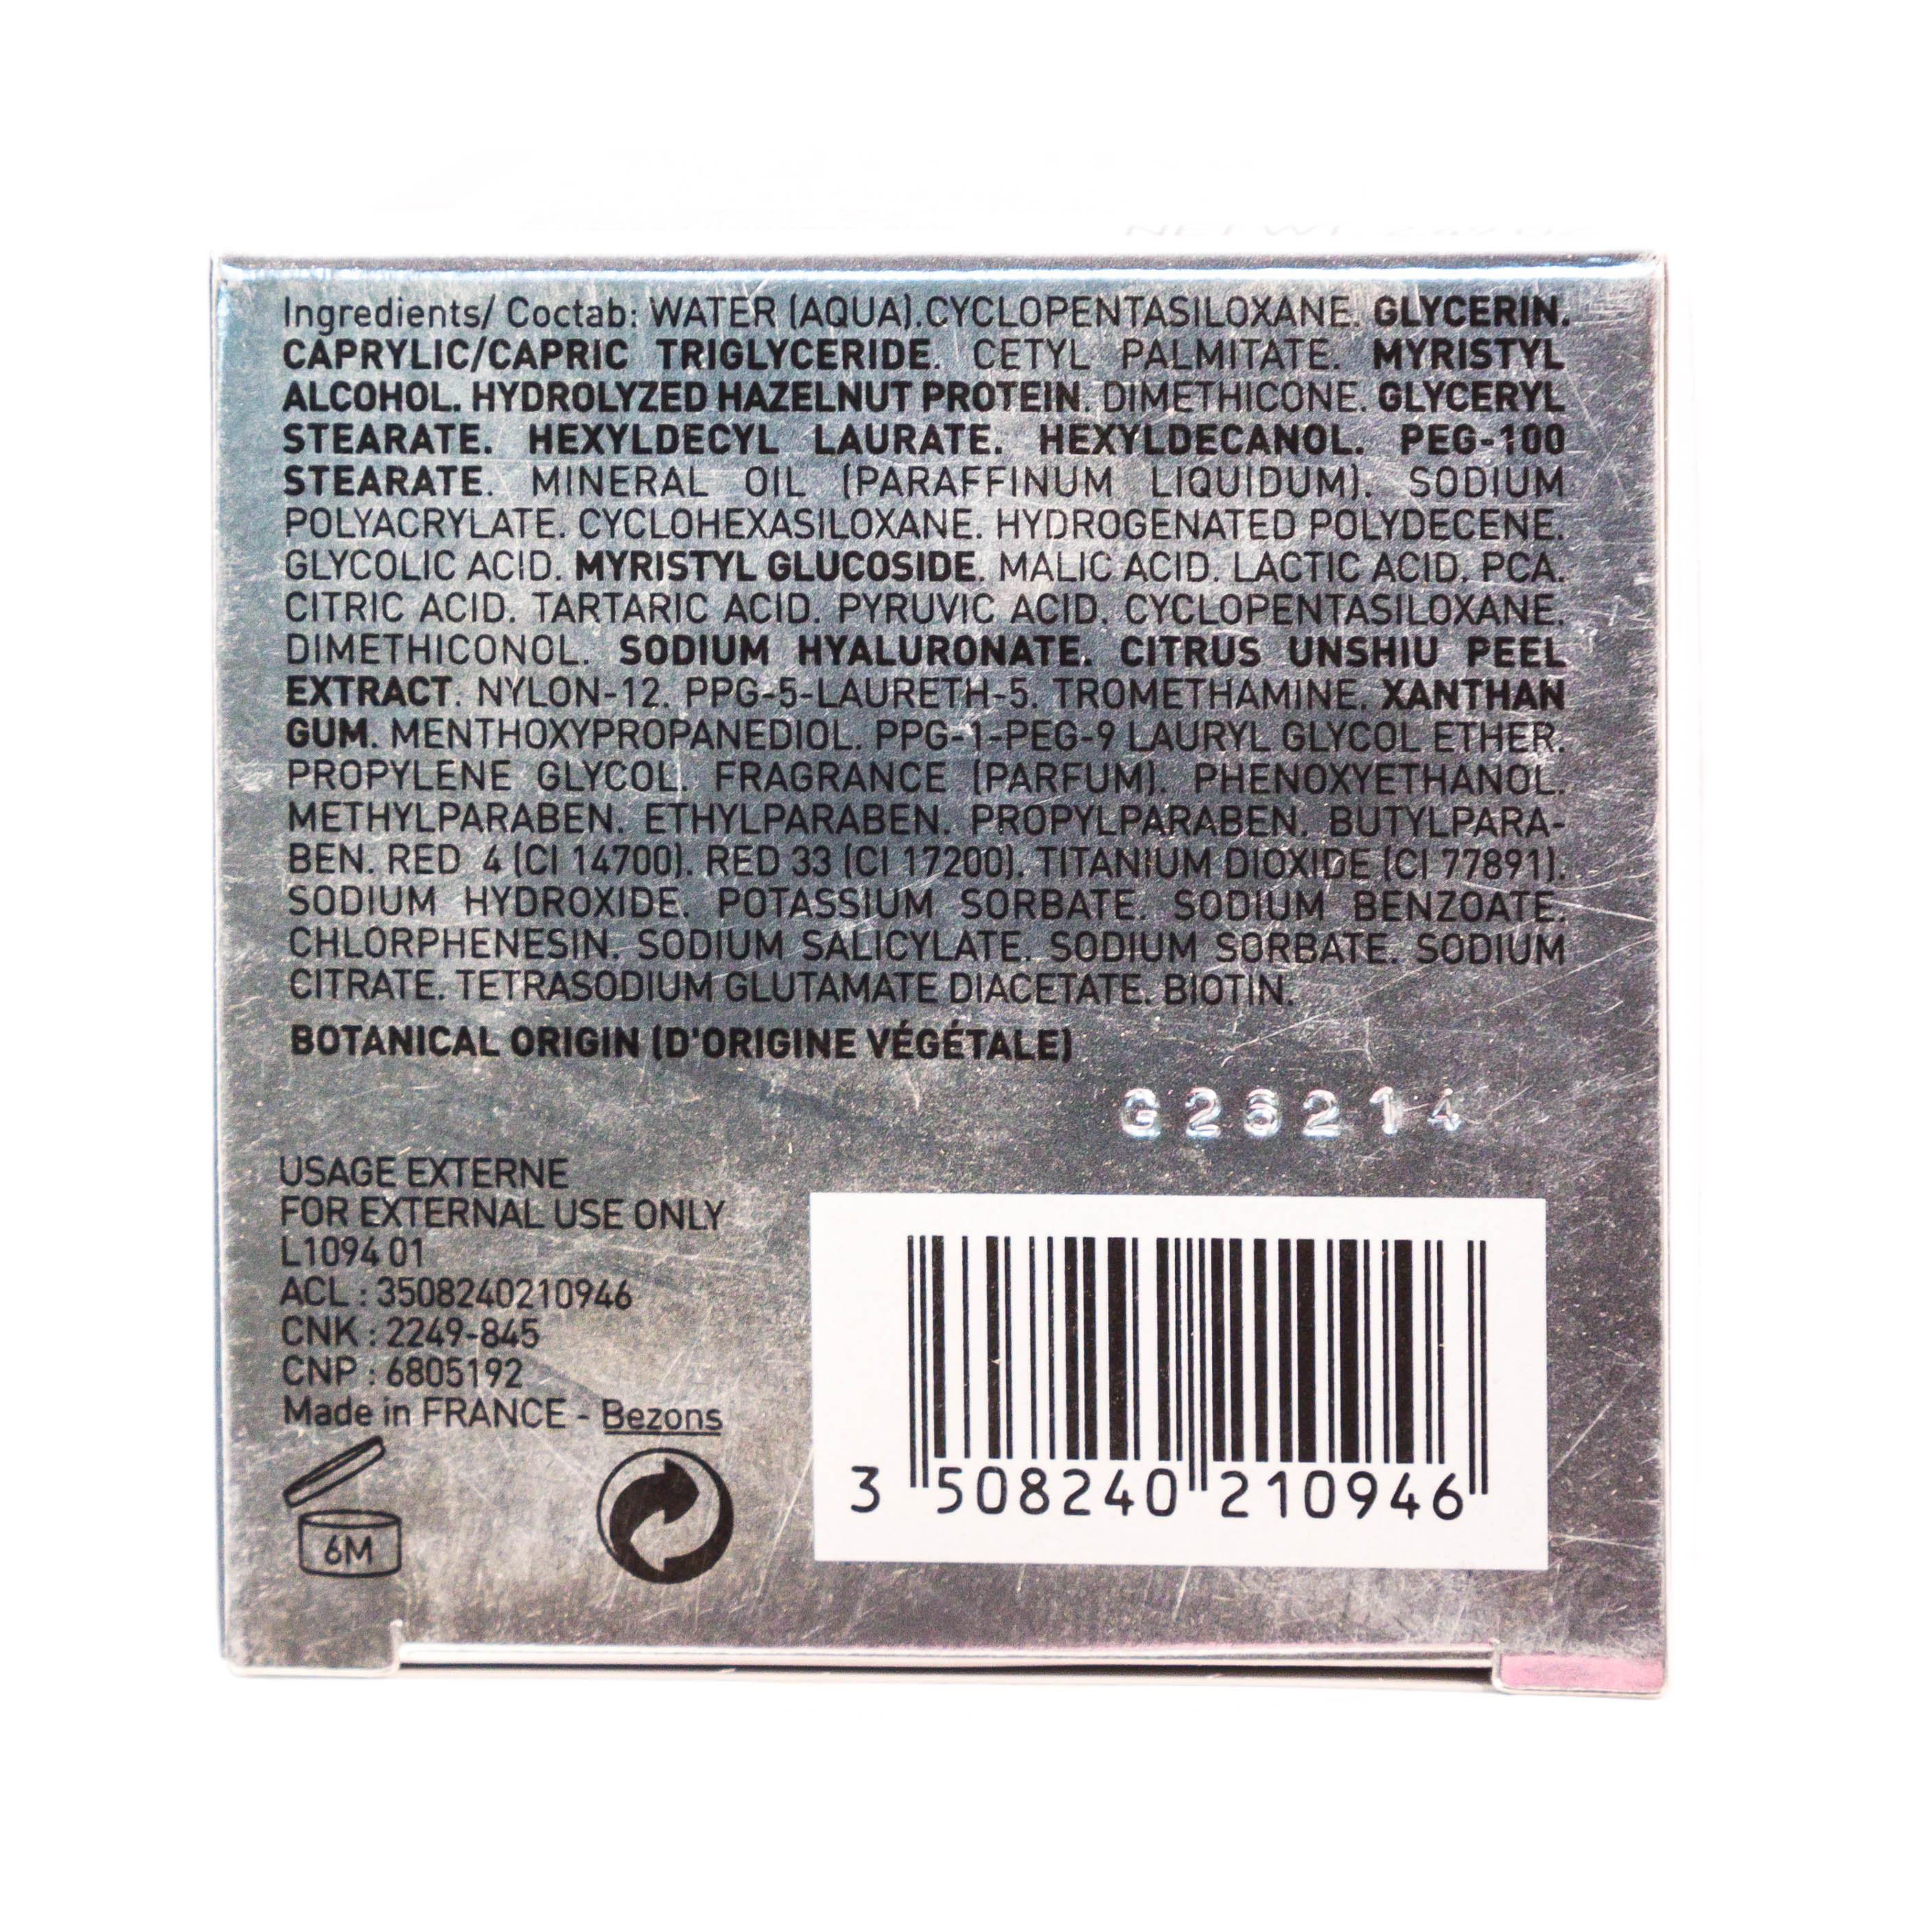 Ingredients/ Coctab: WATER (AQUA).CYCLOPENTASILOXANE. GLYCERIN.
CAPRYLIC/CAPRIC TRIGLYCERIDE. CETYL PALMITATE. MYRISTYL
ALCOHOL. HYDROLYZED HAZELNUT PROTEIN. DIMETHICONE. GLYCERYL
STEARATE. HEXYLDECYL LAURATE. HEXYLDECANOL. PEG-100
STEARATE. MINERAL OIL (PARAFFINUM LIQUIDUM). SODIUM
POLYACRYLATE. CYCLOHEXASILOXANE. HYDROGENATED POLYDECENE.
GLYCOLIC ACID. MYRISTYL GLUCOSIDE. MALIC ACID. LACTIC ACID. PCA.
CITRIC ACID. TARTARIC ACID. PYRUVIC ACID. CYCLOPENTASILOXANE.
DIMETHICONOL. SODIUM HYALURONATE. CITRUS UNSHIU PEEL
EXTRACT. NYLON-12. PPG-5-LAURETH-5. TROMETHAMINE. XANTHAN
GUM. MENTHOXYPROPANEDIOL. PPG-1-PEG-9 LAURYL GLYCOL ETHER.
PROPYLENE GLYCOL. FRAGRANCE (PARFUM). PHENOXYETHANOL.
METHYLPARABEN. ETHYLPARABEN. PROPYLPARABEN. BUTYLPARA-
BEN. RED 4 (CI 14700). RED 33 (CI 17200). TITANIUM DIOXIDE (CI 77891).
SODIUM HYDROXIDE. POTASSIUM SORBATE. SODIUM BENZOATE.
CHLORPHENESIN. SODIUM SALICYLATE. SODIUM SORBATE. SODIUM
CITRATE. TETRASODIUM GLUTAMATE DIACETATE. BIOTIN.
BOTANICAL ORIGIN (D'ORIGINE VÉGÉTALE)
G26214
USAGE EXTERNE
FOR EXTERNAL USE ONLY
L1094 01
ACL : 3508240210946
CNK : 2249-845
CNP : 6805192
Made in FRANCE - Bezons
6M
3 508240 210946